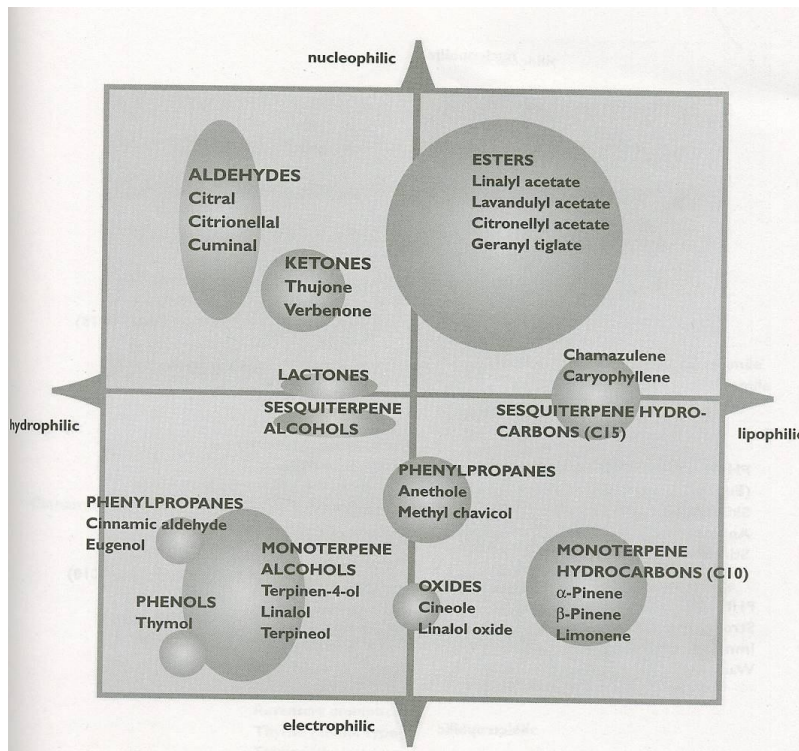 nucleophilic
ALDEHYDES
Citral
Citrionellal
Cuminal
ESTERS
Linalyl acetate
Lavandulyl acetate
Citronellyl acetate
Geranyl tiglate
KETONES
Thujone
Verbenone
LACTONES
SESQUITERPENE
ALCOHOLS
Chamazulene
Caryophyllene
SESQUITERPENE HYDRO-
CARBONS (C15)
hydrophilic
lipophilic
PHENYLPROPANES
Anethole
Methyl chavicol
PHENYLPROPANES
Cinnamic aldehyde
Eugenol
MONOTERPENE
ALCOHOLS
Terpinen-4-ol
Linalol
Terpineol
PHENOLS
Thymol
OXIDES
Cineole
Linalol oxide
MONOTERPENE
HYDROCARBONS (C10)
α-Pinene
β-Pinene
Limonene
electrophilic